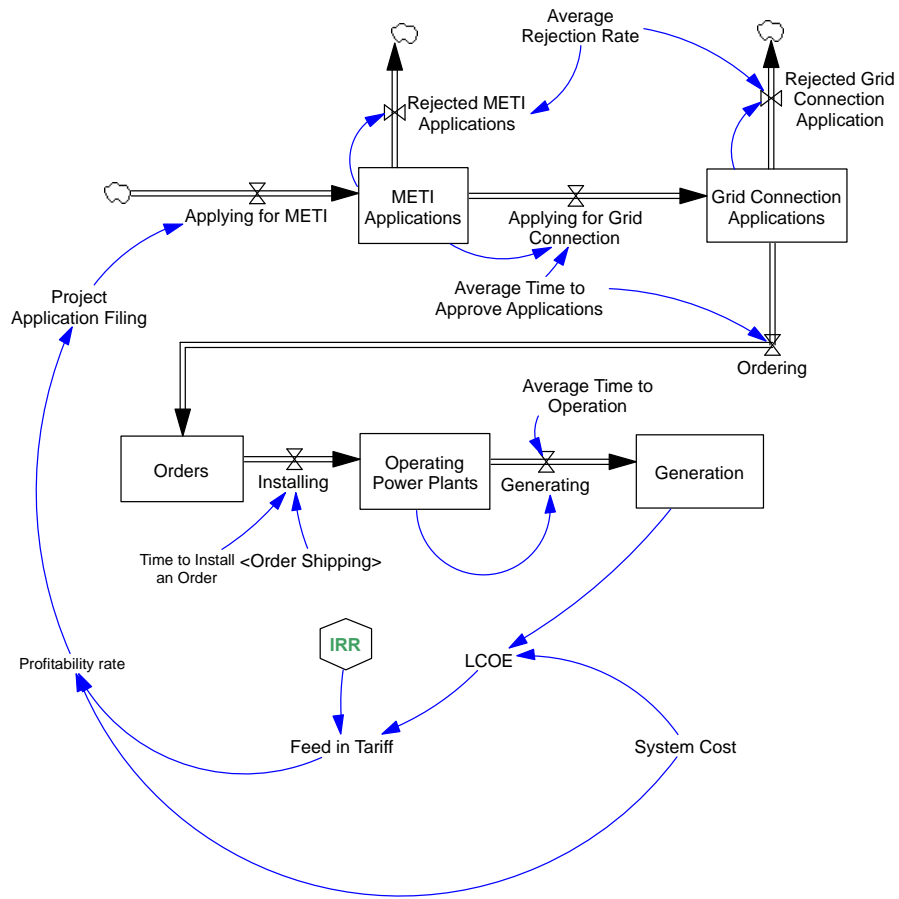 Average
Rejection Rate
Rejected METI
Applications
Rejected Grid
Connection
Application
METI
Applications
Grid Connection
Applications
Applying for METI
Applying for Grid
Connection
Average Time to
Approve Applications
Project
Application Filing
Ordering
Average Time to
Operation
Orders
Installing
Operating
Power Plants
Generating
Generation
Time to Install
an Order
<Order Shipping>
IRR
Profitability rate
LCOE
Feed in Tariff
System Cost